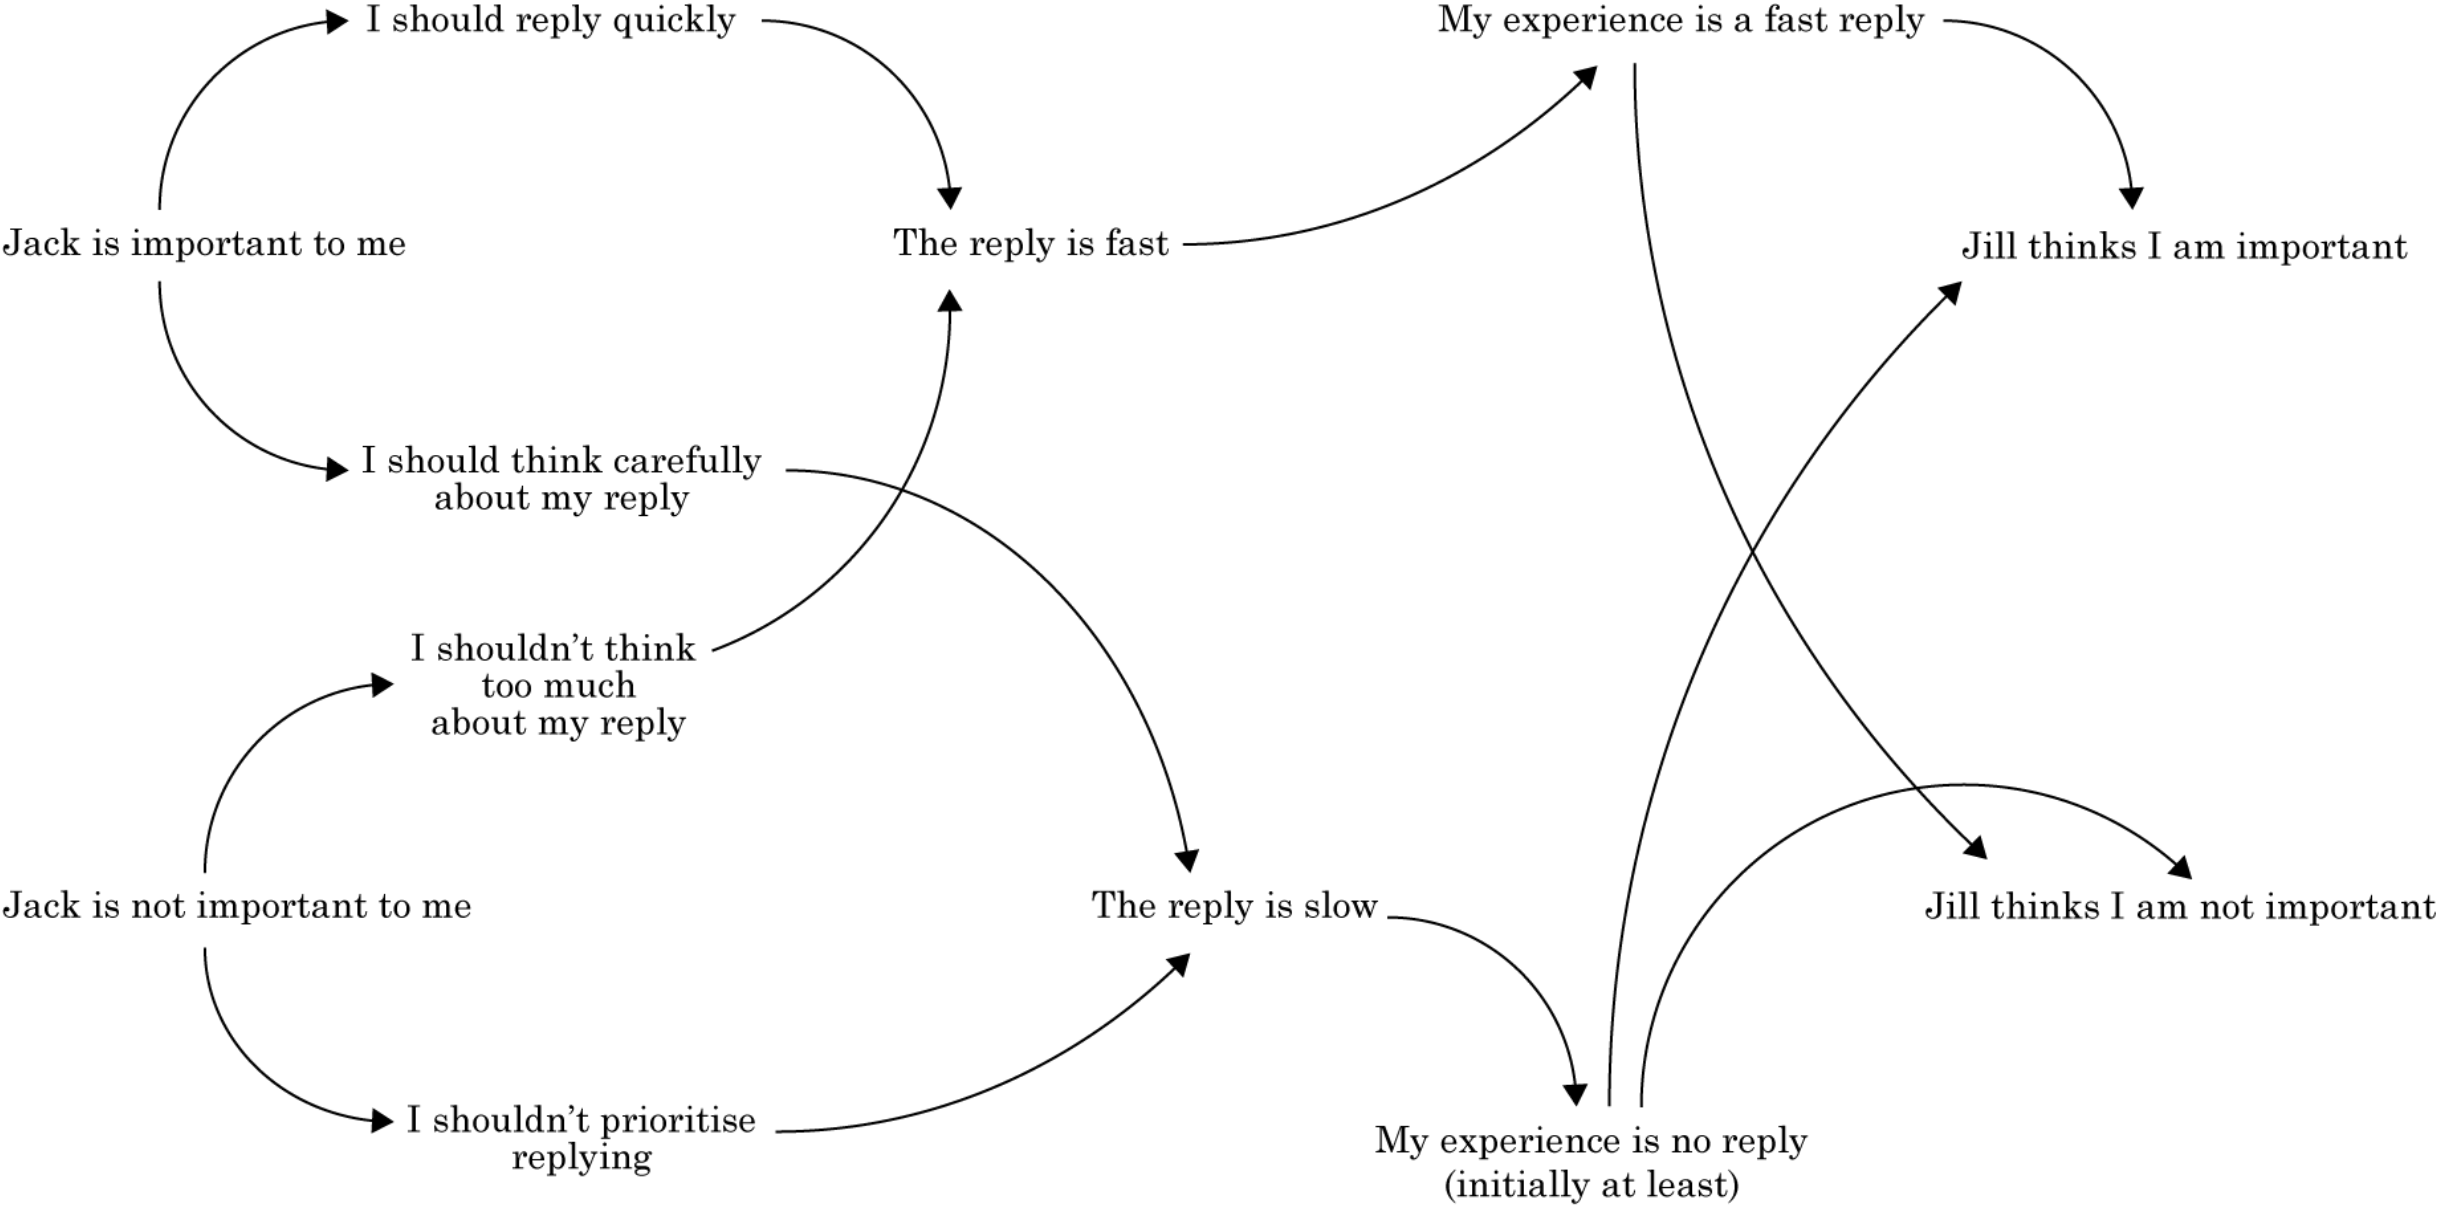 I should reply quickly
My experience is a fast reply
Jack is important to me
The reply is fast
Jill thinks I am important
I should think carefully
about my reply
I shouldn’t think
too much
about my reply
Jack is not important to me
The reply is slow
Jill thinks I am not important
I shouldn’t prioritise
replying
My experience is no reply
(initially at least)